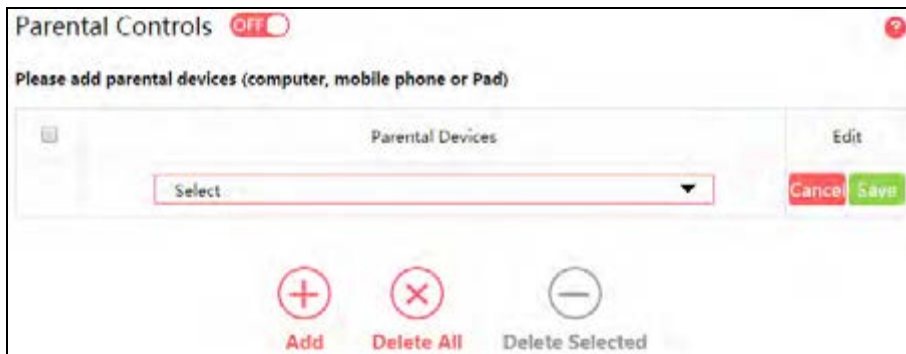 Parental Controls OFF ?
Please add parental devices (computer, mobile phone or Pad)
Parental Devices Edit
Select Cancel Save
Add Delete All Delete Selected